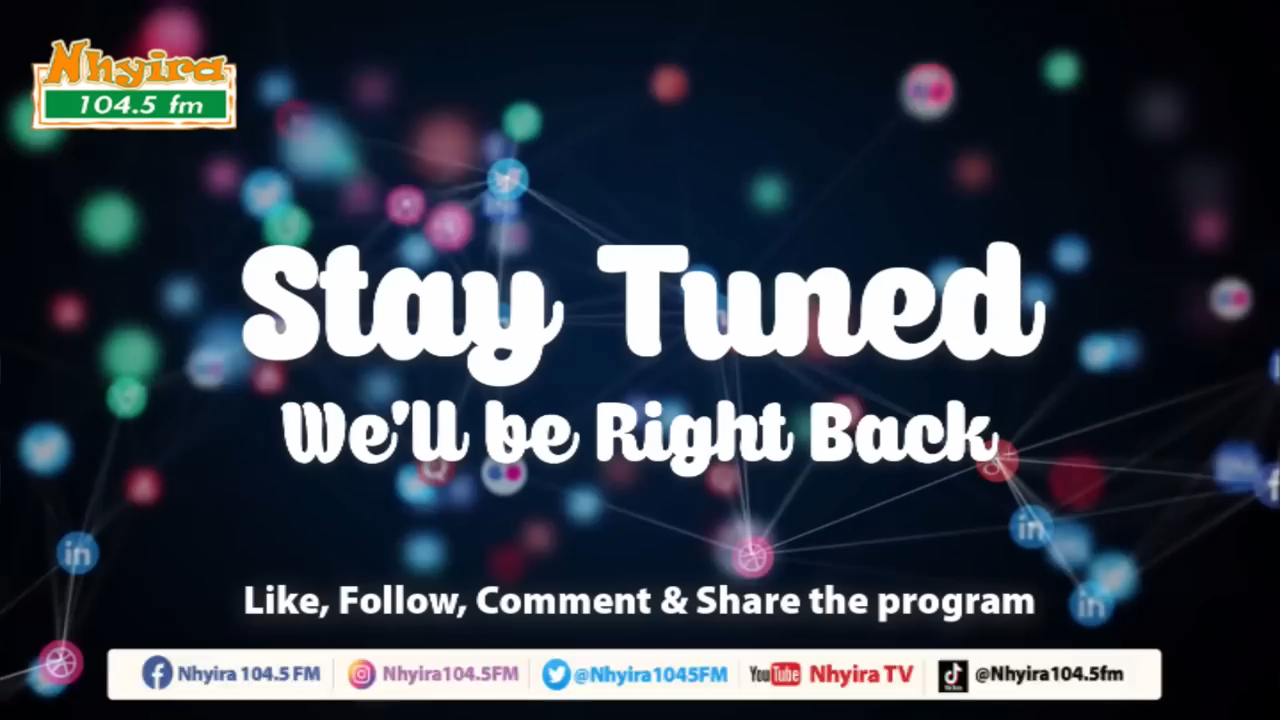 Nhyira
104.5 fm
Stay Tuned
We'll be Right Back
Like, Follow, Comment & Share the program
Nhyira 104.5 FM Nhyira104.5FM @Nhyira1045FM YouTube Nhyira TV @Nhyira104.5fm